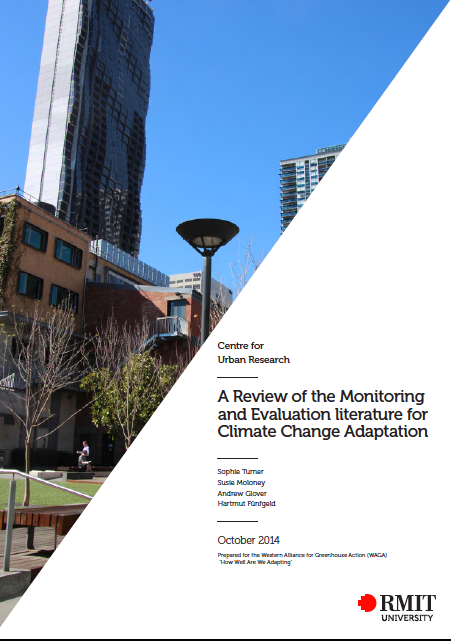 Centre for
Urban Research
A Review of the Monitoring
and Evaluation literature for
Climate Change Adaptation
Sophie Turner
Susie Moloney
Andrew Glover
Hartmut Fünfgeld
October 2014
Prepared for the Western Alliance for Greenhouse Action (WAGA)
"How Well Are We Adapting"
RMIT
UNIVERSITY